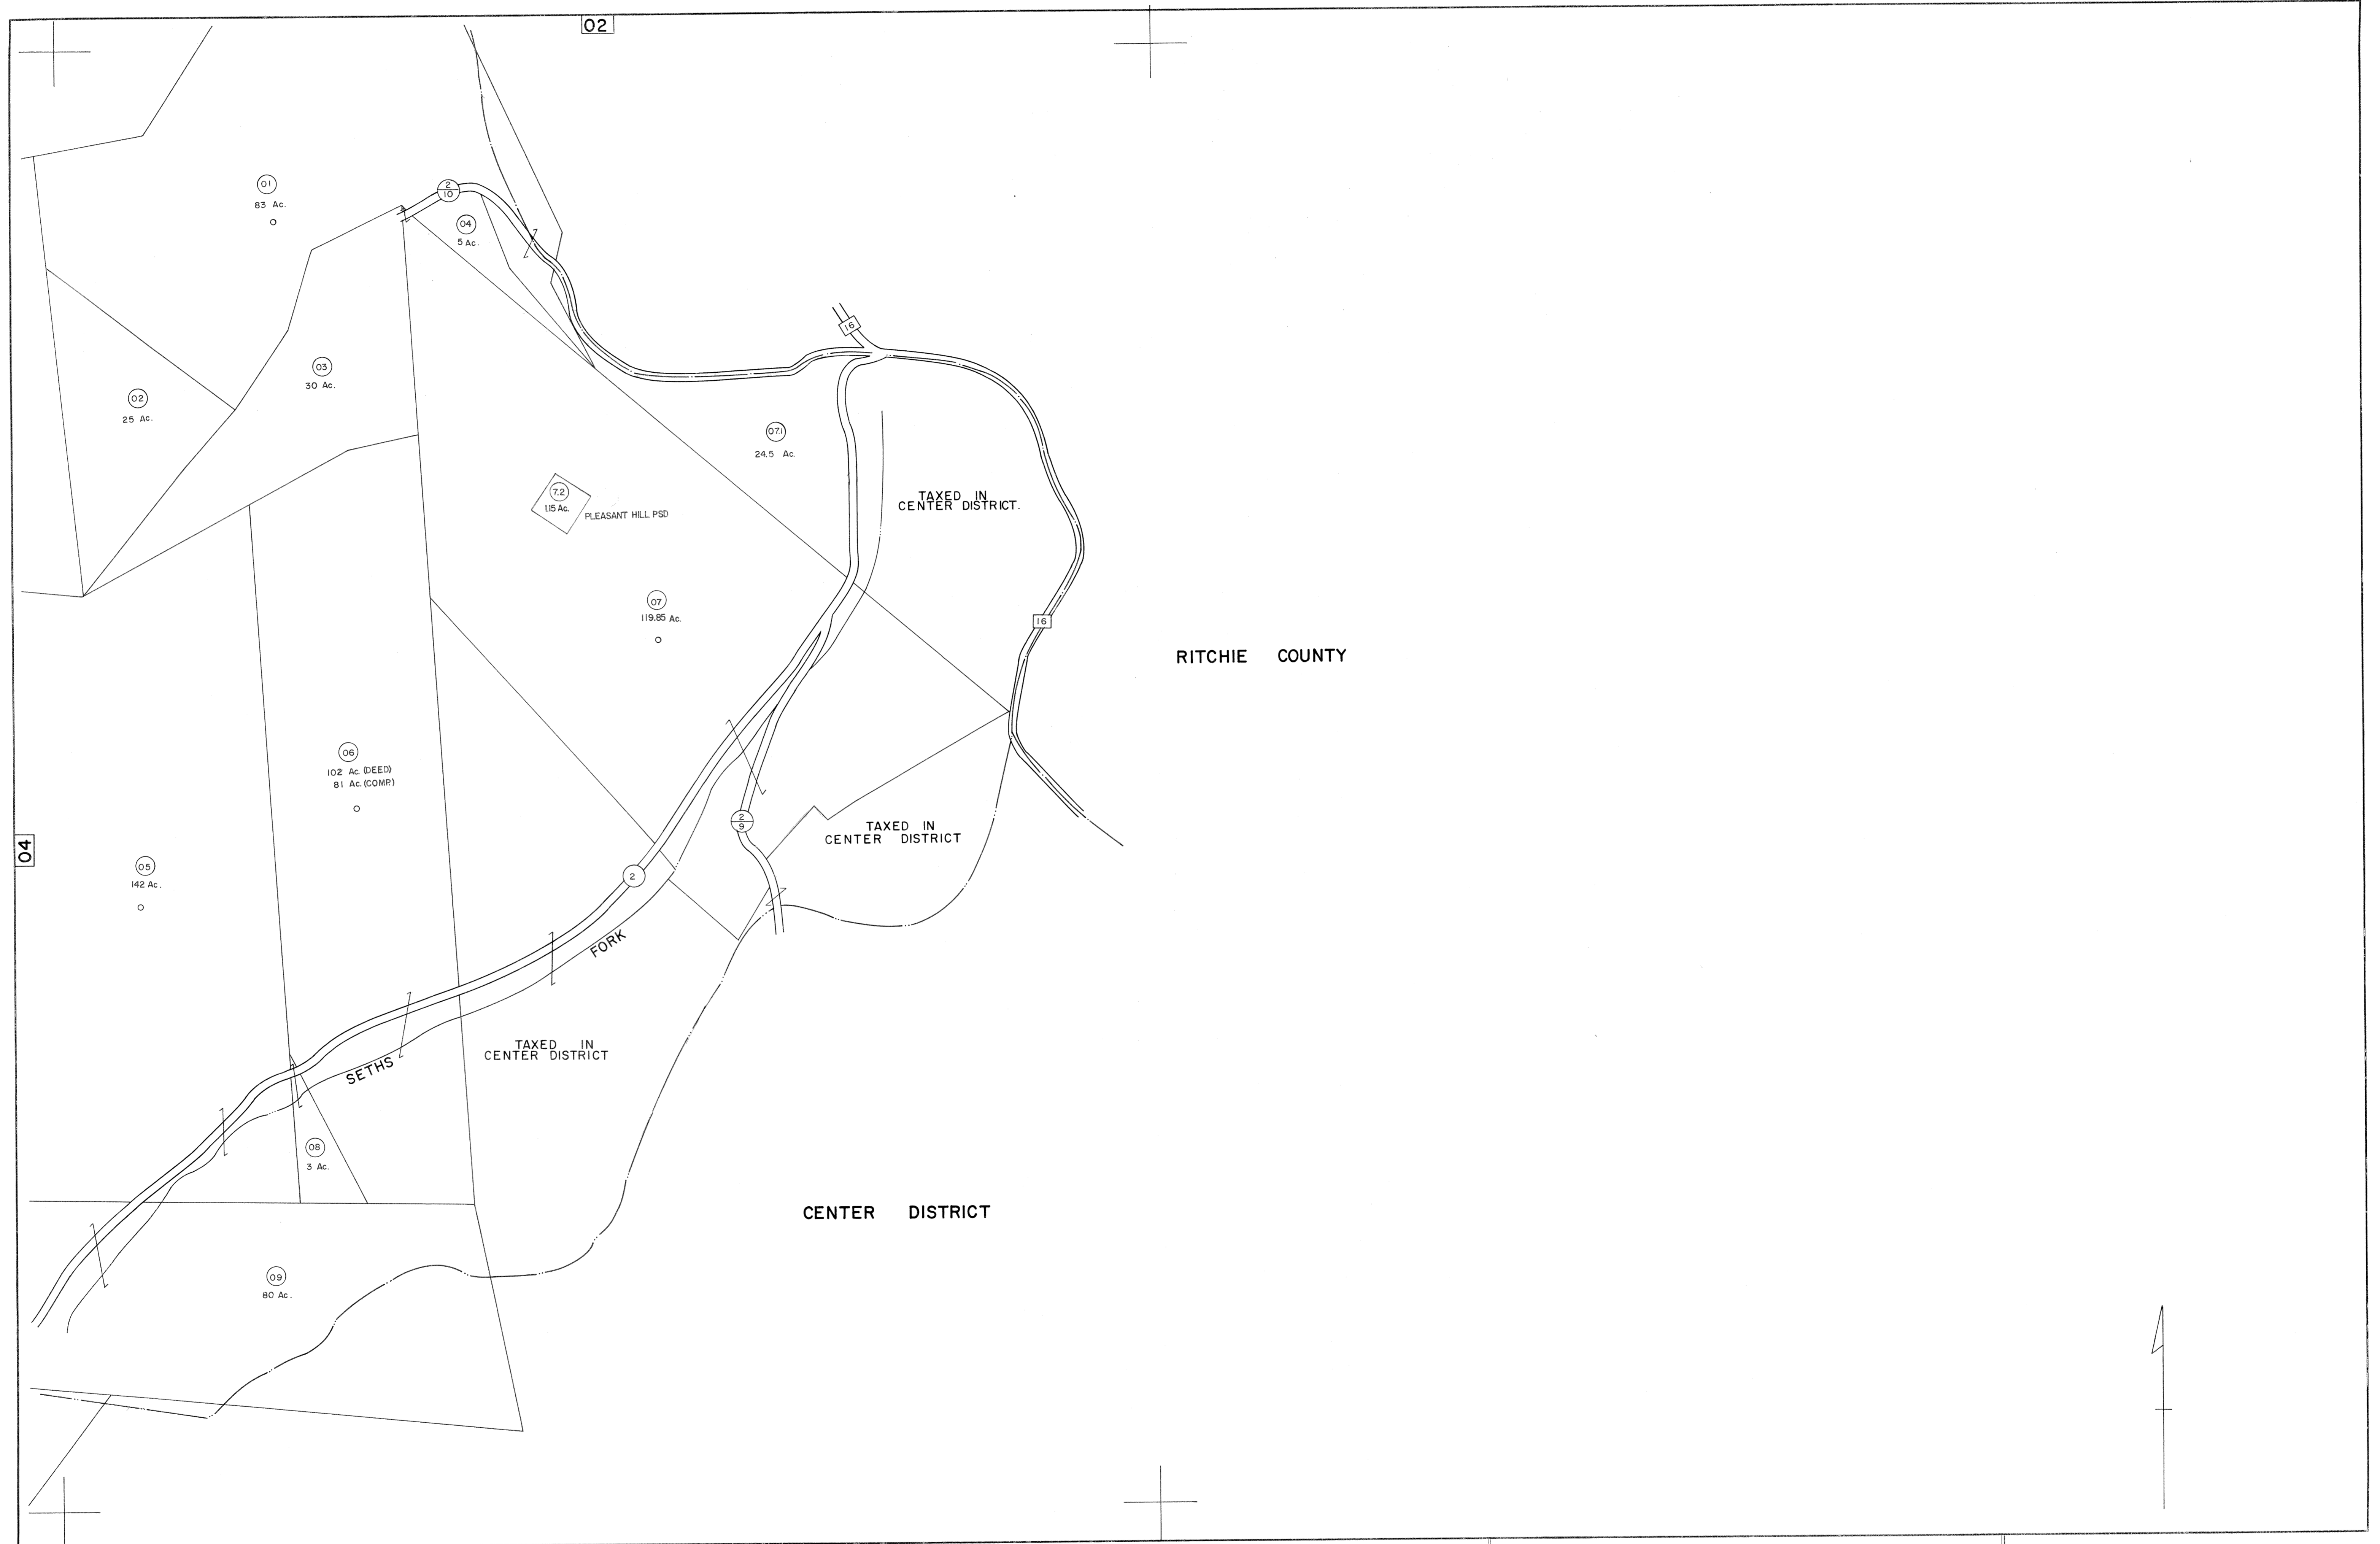 02
01
83 Ac.
2
10
04
5 Ac.
16
03
30 Ac.
02
25 Ac.
07.1
24.5 Ac.
7.2
1.15 Ac.
PLEASANT HILL PSD
TAXED IN
CENTER DISTRICT.
07
119.85 Ac.
16
RITCHIE COUNTY
06
102 Ac. (DEED)
81 Ac. (COMP.)
2
9
TAXED IN
CENTER DISTRICT
04
05
142 Ac.
2
SETHS FORK
TAXED IN
CENTER DISTRICT
08
3 Ac.
CENTER DISTRICT
09
80 Ac.